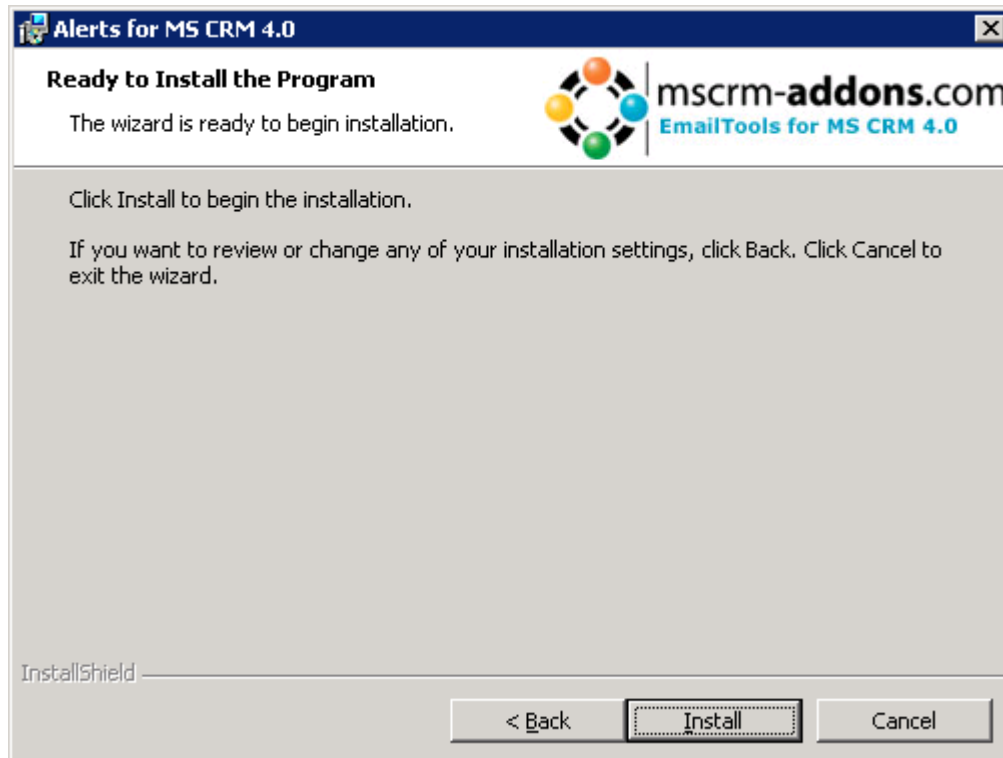 Alerts for MS CRM 4.0
Ready to Install the Program
The wizard is ready to begin installation.
mscrm-addons.com
EmailTools for MS CRM 4.0
Click Install to begin the installation.
If you want to review or change any of your installation settings, click Back. Click Cancel to
exit the wizard.
InstallShield
< Back
Install
Cancel